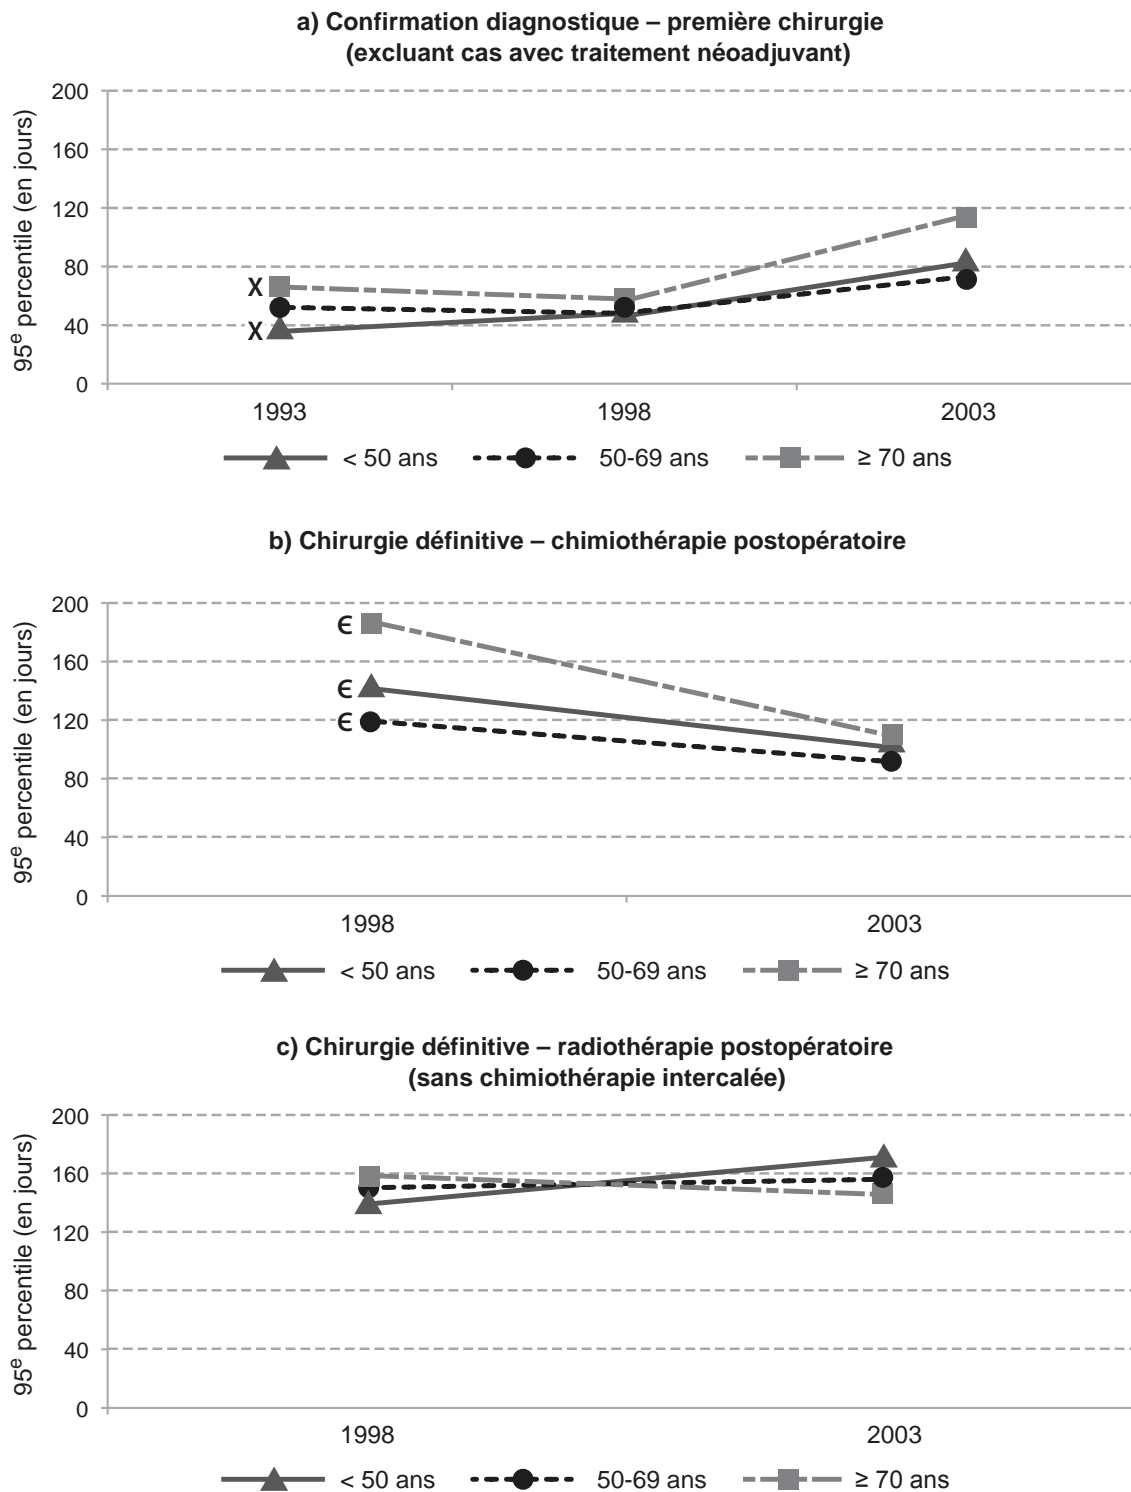 a) Confirmation diagnostique – première chirurgie
(excluant cas avec traitement néoadjuvant)
95e percentile (en jours)
200
160
120
80
40
0
X
X
1993
1998
2003
< 50 ans
50-69 ans
≥ 70 ans
b) Chirurgie définitive – chimiothérapie postopératoire
95e percentile (en jours)
200
160
120
80
40
0
Є
Є
Є
1998
2003
< 50 ans
50-69 ans
≥ 70 ans
c) Chirurgie définitive – radiothérapie postopératoire
(sans chimiothérapie intercalée)
95e percentile (en jours)
200
160
120
80
40
0
1998
2003
< 50 ans
50-69 ans
≥ 70 ans